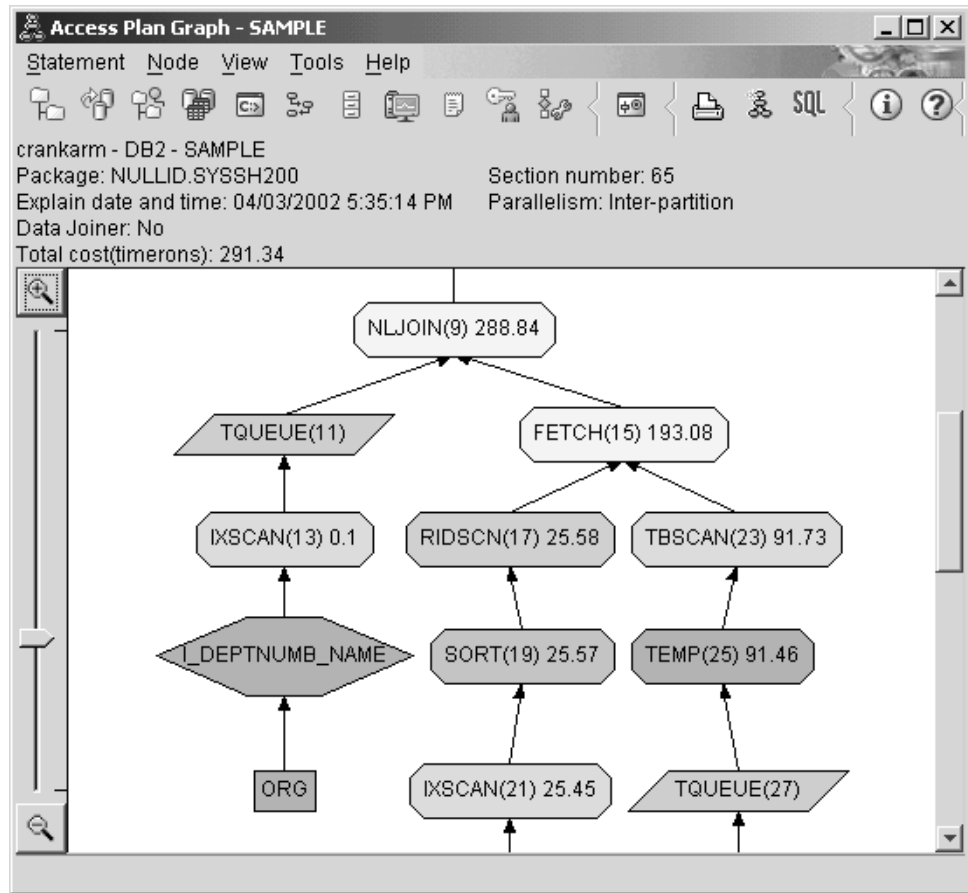 Access Plan Graph - SAMPLE
Statement Node View Tools Help
C:>
SQL
i
?
crankarm - DB2 - SAMPLE
Package: NULLID.SYSSH200 Section number: 65
Explain date and time: 04/03/2002 5:35:14 PM Parallelism: Inter-partition
Data Joiner: No
Total cost(timerons): 291.34
NLJOIN(9) 288.84
TQUEUE(11)
FETCH(15) 193.08
IXSCAN(13) 0.1
RIDSCN(17) 25.58
TBSCAN(23) 91.73
I_DEPTNUMB_NAME
SORT(19) 25.57
TEMP(25) 91.46
ORG
IXSCAN(21) 25.45
TQUEUE(27)